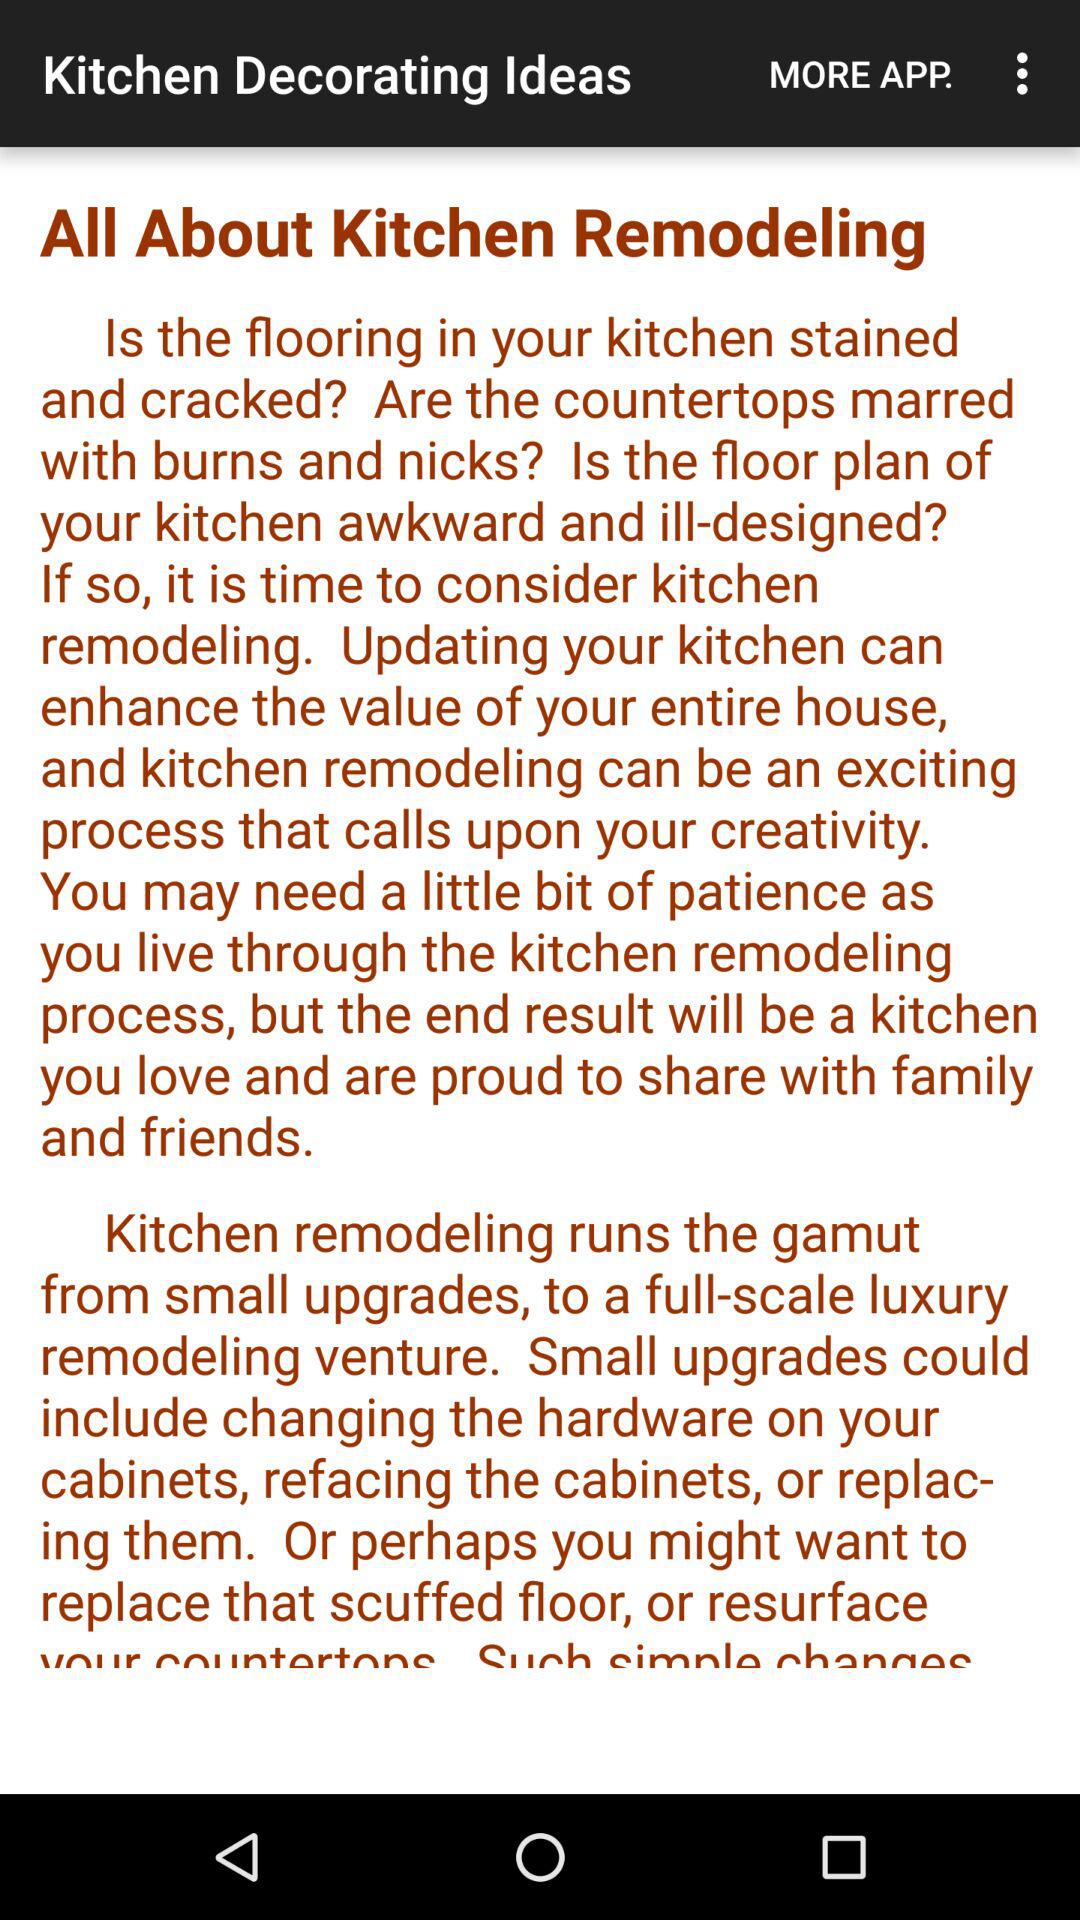 Kitchen Decorating Ideas MORE APP.
All About Kitchen Remodeling
Is the flooring in your kitchen stained
and cracked?  Are the countertops marred
with burns and nicks?  Is the floor plan of
your kitchen awkward and ill-designed?
If so, it is time to consider kitchen
remodeling.  Updating your kitchen can
enhance the value of your entire house,
and kitchen remodeling can be an exciting
process that calls upon your creativity.
You may need a little bit of patience as
you live through the kitchen remodeling
process, but the end result will be a kitchen
you love and are proud to share with family
and friends.
Kitchen remodeling runs the gamut
from small upgrades, to a full-scale luxury
remodeling venture.  Small upgrades could
include changing the hardware on your
cabinets, refacing the cabinets, or replac-
ing them.  Or perhaps you might want to
replace that scuffed floor, or resurface
your countertops.  Such simple changes